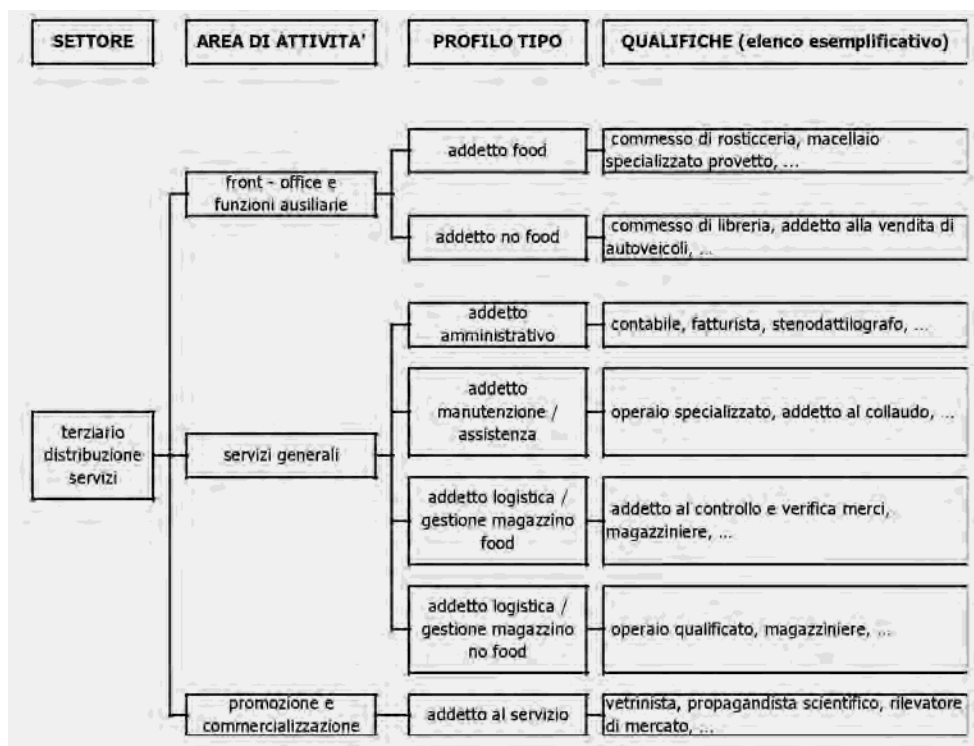 SETTORE
AREA DI ATTIVITA'
PROFILO TIPO
QUALIFICHE (elenco esemplificativo)
front - office e
funzioni ausiliarie
addetto food
commesso di rosticceria, macellaio
specializzato provetto, ...
addetto no food
commesso di libreria, addetto alla vendita di
autoveicoli, ...
terziario
distribuzione
servizi
servizi generali
addetto
amministrativo
contabile, fatturista, stenodattilografo, ...
addetto
manutenzione /
assistenza
operaio specializzato, addetto al collaudo, ...
addetto logistica /
gestione magazzino
food
addetto al controllo e verifica merci,
magazziniere, ...
addetto logistica /
gestione magazzino
no food
operaio qualificato, magazziniere, ...
promozione e
commercializzazione
addetto al servizio
vetrinista, propagandista scientifico, rilevatore
di mercato, ...